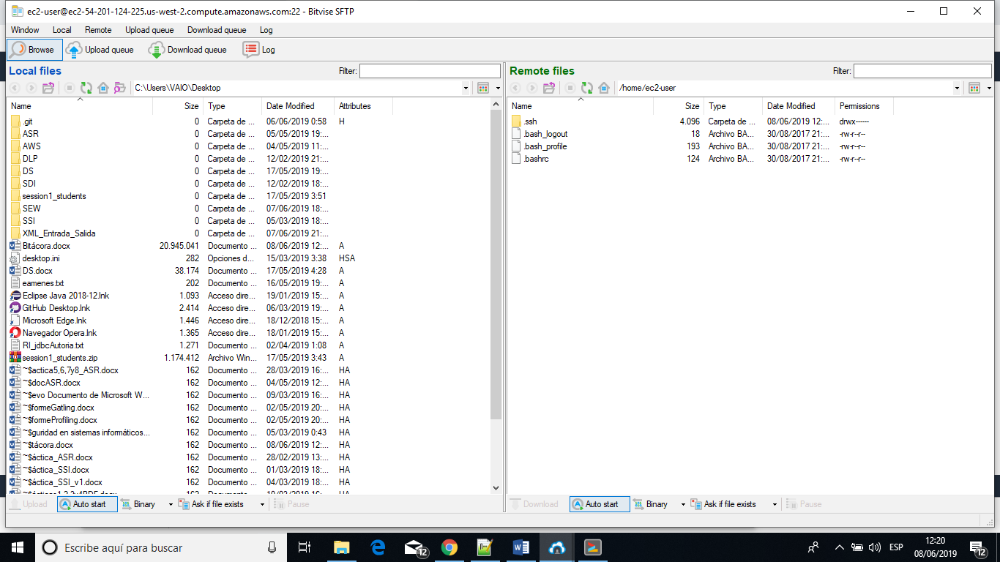 ec2-user@ec2-54-201-124-225.us-west-2.compute.amazonaws.com:22 - Bitvise SFTP
Window Local Remote Upload queue Download queue Log
Browse Upload queue Download queue Log
Local files Filter: Remote files Filter:
C:\Users\VAIO\Desktop /home/ec2-user
Name Size Type Date Modified Attributes Name Size Type Date Modified Permissions
.git 0 Carpeta de ... 06/06/2019 0:58 H .ssh 4.096 Carpeta de ... 08/06/2019 12:... drwx------
ASR 0 Carpeta de ... 05/05/2019 19:... .bash_logout 18 Archivo BA... 30/08/2017 21:... -rw-r--r--
AWS 0 Carpeta de ... 04/05/2019 11:... .bash_profile 193 Archivo BA... 30/08/2017 21:... -rw-r--r--
DLP 0 Carpeta de ... 12/02/2019 21:... .bashrc 124 Archivo BA... 30/08/2017 21:... -rw-r--r--
DS 0 Carpeta de ... 17/05/2019 19:...
SDI 0 Carpeta de ... 12/02/2019 18:...
session1_students 0 Carpeta de ... 17/05/2019 3:51
SEW 0 Carpeta de ... 07/06/2019 18:...
SSI 0 Carpeta de ... 05/03/2019 18:...
XML_Entrada_Salida 0 Carpeta de ... 07/06/2019 21:...
Bitácora.docx 20.945.041 Documento ... 08/06/2019 12:... A
desktop.ini 282 Opciones d... 15/03/2019 3:38 HSA
DS.docx 38.174 Documento ... 17/05/2019 4:28 A
eamenes.txt 202 Documento ... 16/05/2019 19:... A
Eclipse Java 2018-12.lnk 1.093 Acceso dire... 19/01/2019 15:... A
GitHub Desktop.lnk 2.414 Acceso dire... 06/03/2019 19:... A
Microsoft Edge.lnk 1.446 Acceso dire... 18/12/2018 15:... A
Navegador Opera.lnk 1.365 Acceso dire... 18/01/2019 15:... A
RI_jdbcAutoria.txt 1.271 Documento ... 02/04/2019 1:08 A
session1_students.zip 1.174.412 Archivo Win... 17/05/2019 3:43 A
~$actica5,6,7y8_ASR.docx 162 Documento ... 28/03/2019 16:... HA
~$docASR.docx 162 Documento ... 04/05/2019 12:... HA
~$evo Documento de Microsoft W... 162 Documento ... 09/03/2019 16:... HA
~$formeGatling.docx 162 Documento ... 02/05/2019 20:... HA
~$formeProfiling.docx 162 Documento ... 02/05/2019 20:... HA
~$guridad en sistemas informáticos... 162 Documento ... 05/03/2019 0:43 HA
~$tácora.docx 162 Documento ... 08/06/2019 12:... HA
~$áctica_ASR.docx 162 Documento ... 28/02/2019 13:... HA
~$áctica_SSI.docx 162 Documento ... 01/03/2019 18:... HA
~$áctica_SSI_v1.docx 162 Documento ... 04/03/2019 18:... HA
Upload Auto start Binary Ask if file exists Pause Download Auto start Binary Ask if file exists Pause
Escribe aquí para buscar 12 ESP 12:20 12
08/06/2019